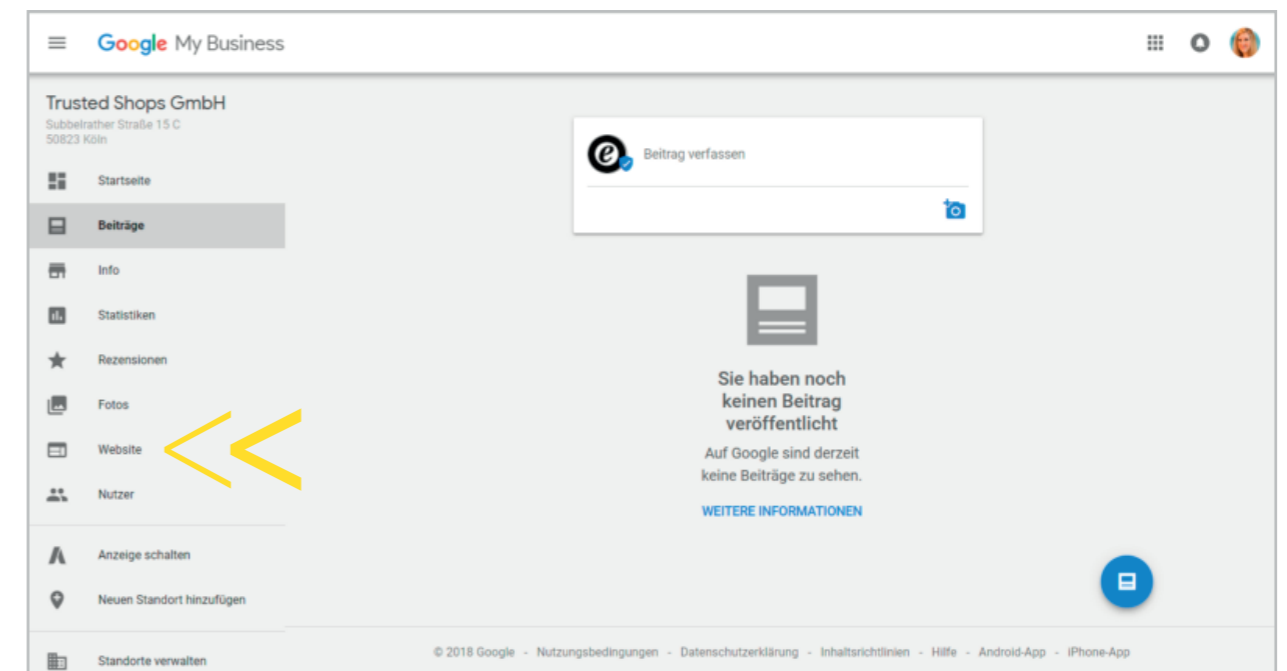 Google My Business
Trusted Shops GmbH
Subbelrather Straße 15 C
50823 Köln
Startseite
Beiträge
Info
Statistiken
Rezensionen
Fotos
Website
Nutzer
Anzeige schalten
Neuen Standort hinzufügen
Standorte verwalten
e
Beitrag verfassen
Sie haben noch
keinen Beitrag
veröffentlicht
Auf Google sind derzeit
keine Beiträge zu sehen.
WEITERE INFORMATIONEN
© 2018 Google - Nutzungsbedingungen - Datenschutzerklärung - Inhaltsrichtlinien - Hilfe - Android-App - iPhone-App